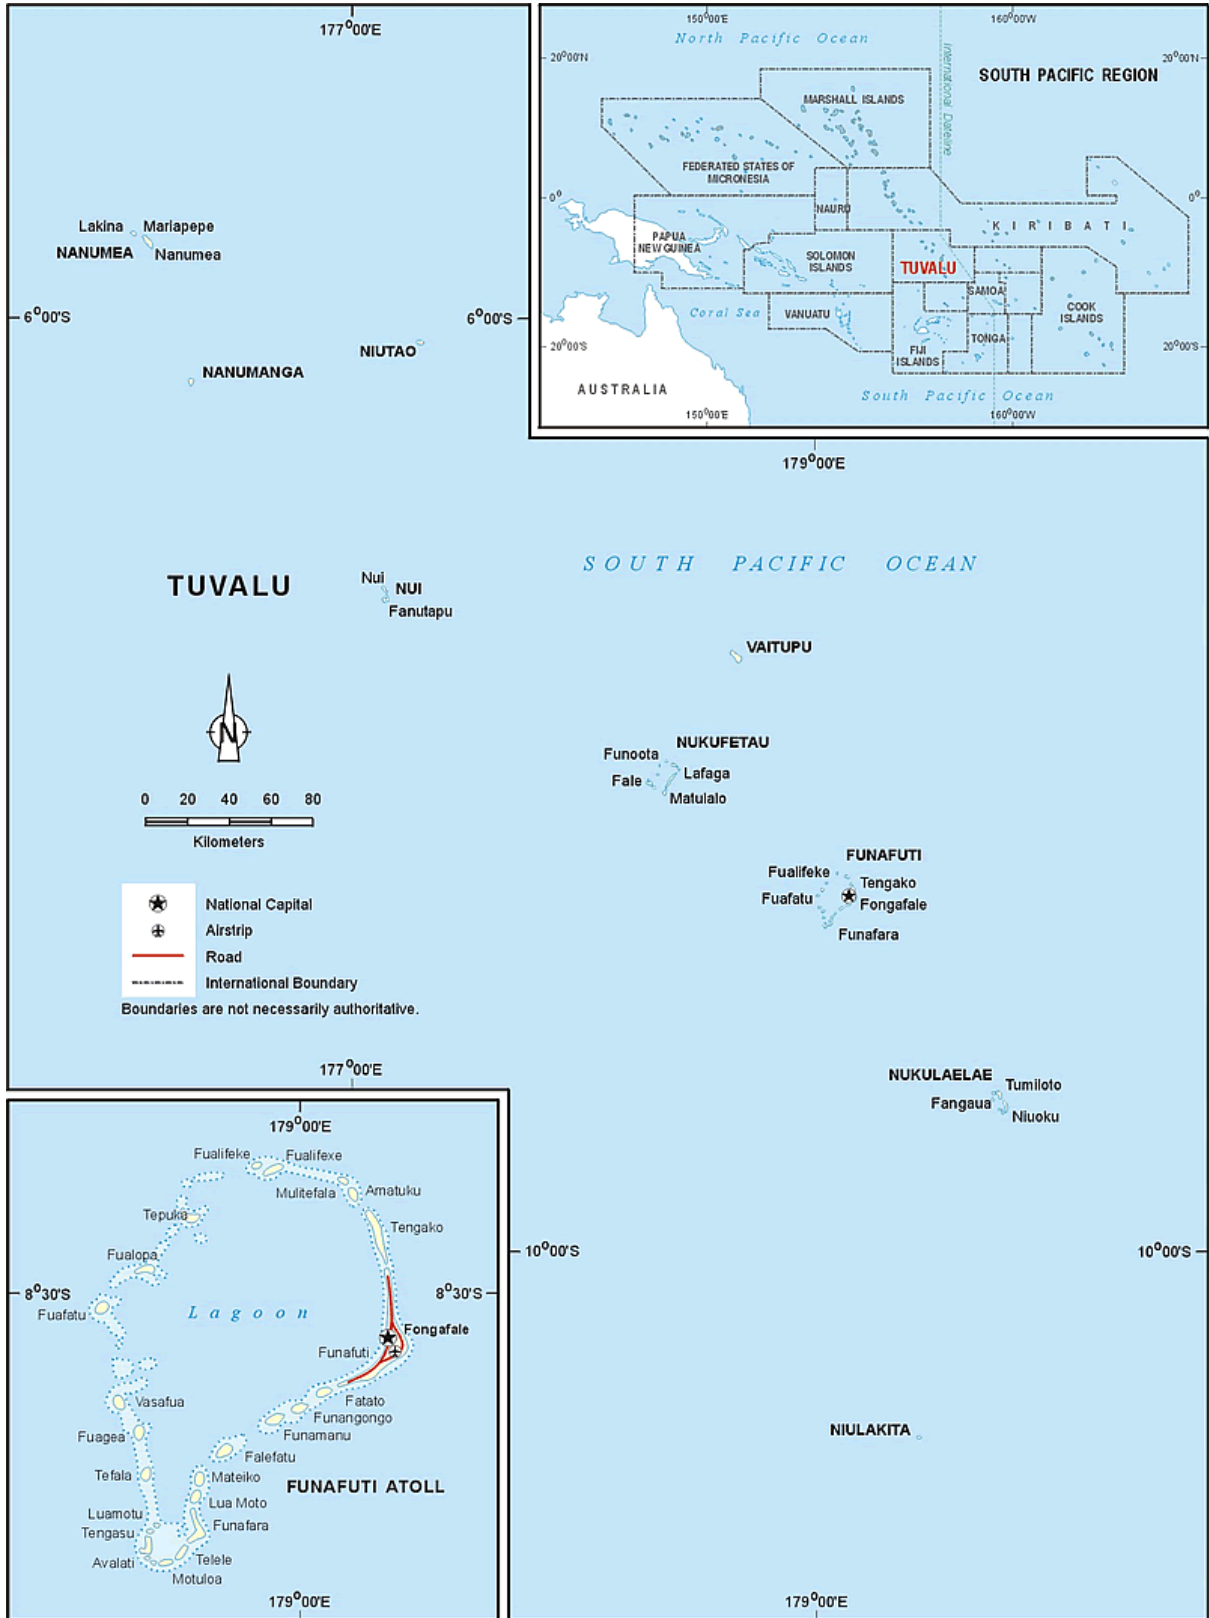 177°00'E
Lakina
Mariapepe
NANUMEA
Nanumea
6°00'S
6°00'S
NIUTAO
NANUMANGA
150°00'E
160°00'W
North Pacific Ocean
20°00'N
20°00'N
International Dateline
SOUTH PACIFIC REGION
MARSHALL ISLANDS
FEDERATED STATES OF
MICRONESIA
0°
0°
NAURU
KIRIBATI
PAPUA
NEW GUINEA
SOLOMON
ISLANDS
TUVALU
SAMOA
COOK
ISLANDS
Coral Sea
VANUATU
TONGA
FIJI
ISLANDS
20°00'S
20°00'S
AUSTRALIA
South Pacific Ocean
150°00'E
160°00'W
179°00'E
SOUTH PACIFIC OCEAN
TUVALU
Nui
NUI
Fanutapu
VAITUPU
N
NUKUFETAU
Funoota
Lafaga
Fale
Matulalo
0 20 40 60 80
Kilometers
FUNAFUTI
Fualifeke
Tengako
Fuafatu
Fongafale
Funafara
National Capital
Airstrip
Road
International Boundary
Boundaries are not necessarily authoritative.
177°00'E
NUKULAELAE
Tumiloto
Fangaua
Niuoku
179°00'E
Fualifeke
Fualifexe
Mulitefala
Amatuku
Tepuka
Tengako
Fualopa
10°00'S
10°00'S
8°30'S
8°30'S
Fuafatu
Lagoon
Fongafale
Funafuti
Vasafua
Fatato
Funangongo
Fuagea
Funamanu
Falefatu
NIULAKITA
Tefala
Mateiko
FUNAFUTI ATOLL
Lua Moto
Luamotu
Funafara
Tengasu
Avalati
Telele
Motuloa
179°00'E
179°00'E